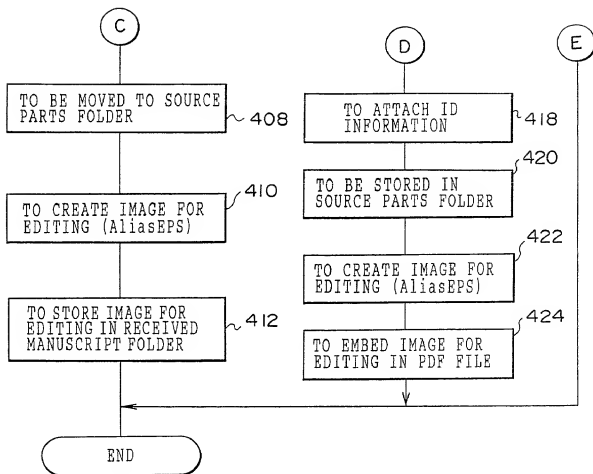 C
D
E
TO BE MOVED TO SOURCE
PARTS FOLDER
408
TO CREATE IMAGE FOR
EDITING (AliasEPS)
410
TO STORE IMAGE FOR
EDITING IN RECEIVED
MANUSCRIPT FOLDER
412
TO ATTACH ID
INFORMATION
418
TO BE STORED IN
SOURCE PARTS FOLDER
420
TO CREATE IMAGE FOR
EDITING (AliasEPS)
422
TO EMBED IMAGE FOR
EDITING IN PDF FILE
424
END